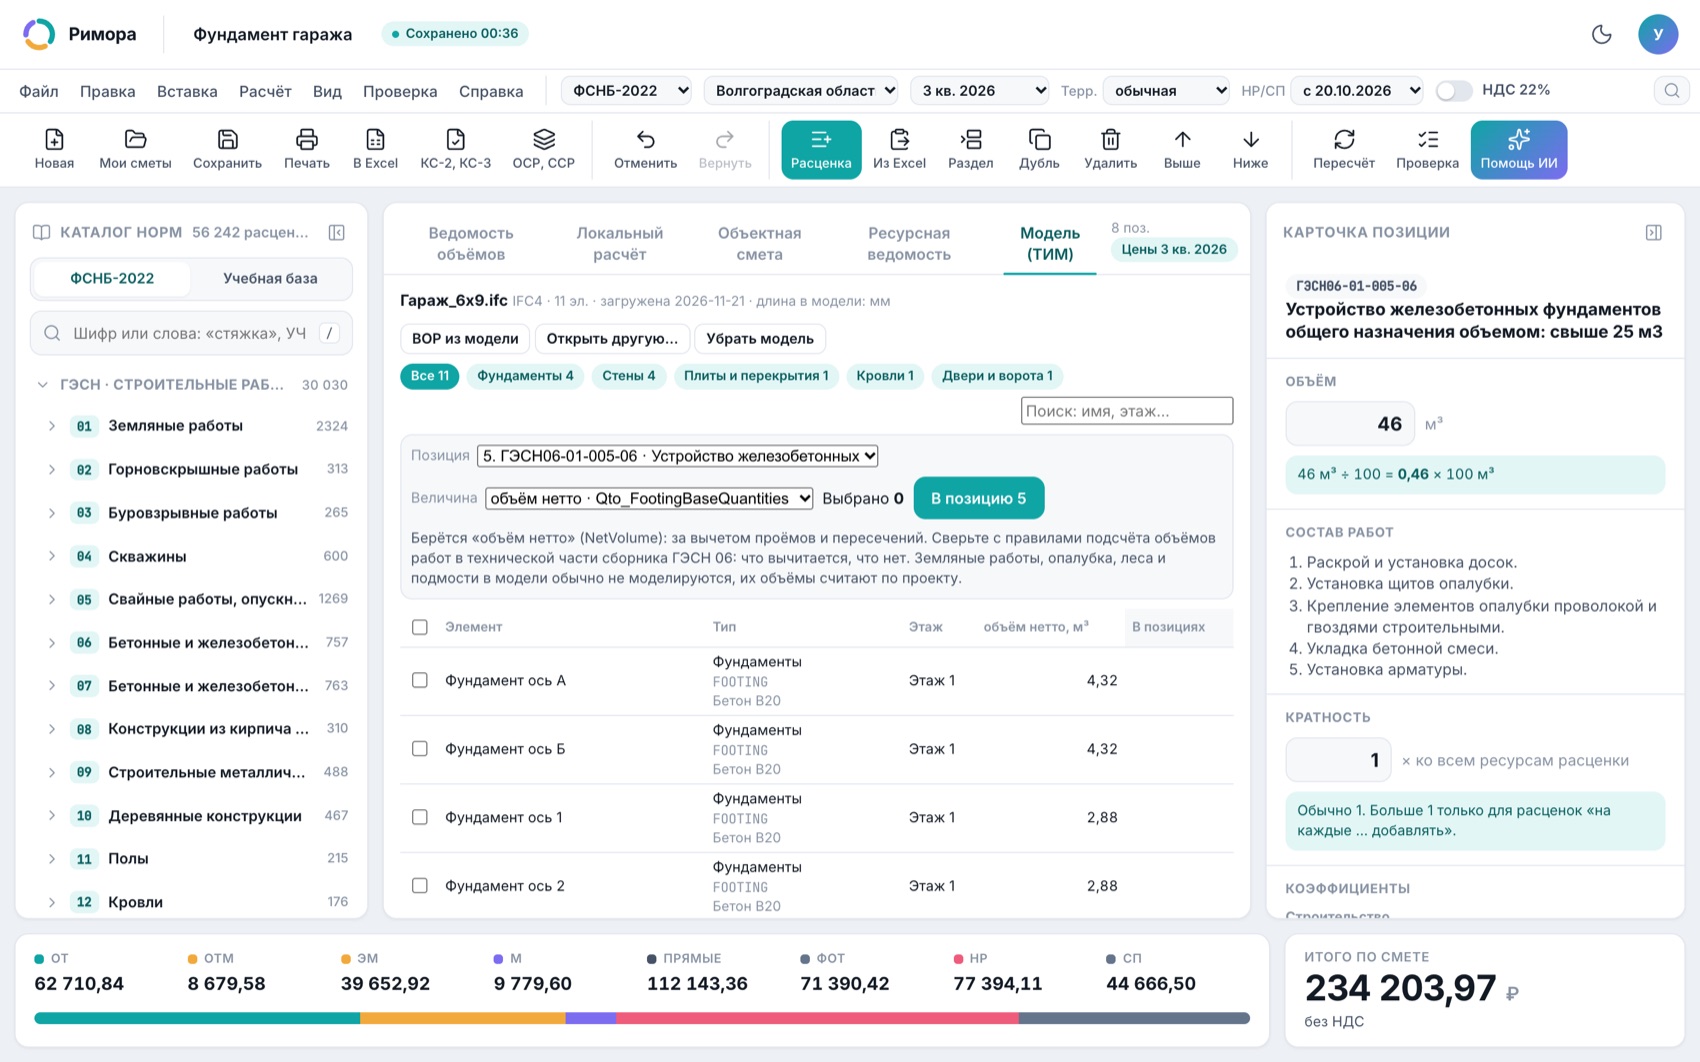 Римора
Фундамент гаража
Сохранено 00:36
У
Файл Правка Вставка Расчёт Вид Проверка Справка
ФСНБ-2022
Волгоградская област
3 кв. 2026
Терр. обычная
НР/СП с 20.10.2026
НДС 22%
Новая Мои сметы Сохранить Печать В Excel КС-2, КС-3 ОСР, ССР Отменить Вернуть Расценка Из Excel Раздел Дубль Удалить Выше Ниже Пересчёт Проверка Помощь ИИ
КАТАЛОГ НОРМ 56 242 расцен...
ФСНБ-2022 Учебная база
Шифр или слова: «стяжка», УЧ /
ГЭСН · СТРОИТЕЛЬНЫЕ РАБ... 30 030
01 Земляные работы 2324
02 Горновскрышные работы 313
03 Буровзрывные работы 265
04 Скважины 600
05 Свайные работы, опускн... 1269
06 Бетонные и железобетон... 757
07 Бетонные и железобетон... 763
08 Конструкции из кирпича ... 310
09 Строительные металлич... 488
10 Деревянные конструкции 467
11 Полы 215
12 Кровли 176
Ведомость объёмов
Локальный расчёт
Объектная смета
Ресурсная ведомость
Модель (ТИМ)
8 поз.
Цены 3 кв. 2026
Гараж_6x9.ifc IFC4 · 11 эл. · загружена 2026-11-21 · длина в модели: мм
ВОР из модели Открыть другую... Убрать модель
Все 11 Фундаменты 4 Стены 4 Плиты и перекрытия 1 Кровли 1 Двери и ворота 1
Поиск: имя, этаж...
Позиция 5. ГЭСН06-01-005-06 · Устройство железобетонных
Величина объём нетто · Qto_FootingBaseQuantities Выбрано 0 В позицию 5
Берётся «объём нетто» (NetVolume): за вычетом проёмов и пересечений. Сверьте с правилами подсчёта объёмов
работ в технической части сборника ГЭСН 06: что вычитается, что нет. Земляные работы, опалубка, леса и
подмости в модели обычно не моделируются, их объёмы считают по проекту.
Элемент Тип Этаж объём нетто, м³ В позициях
Фундамент ось А Фундаменты FOOTING Бетон B20 Этаж 1 4,32
Фундамент ось Б Фундаменты FOOTING Бетон B20 Этаж 1 4,32
Фундамент ось 1 Фундаменты FOOTING Бетон B20 Этаж 1 2,88
Фундамент ось 2 Фундаменты FOOTING Бетон B20 Этаж 1 2,88
КАРТОЧКА ПОЗИЦИИ
ГЭСН06-01-005-06
Устройство железобетонных фундаментов
общего назначения объемом: свыше 25 м3
ОБЪЁМ
46 м³
46 м³ ÷ 100 = 0,46 × 100 м³
СОСТАВ РАБОТ
1. Раскрой и установка досок.
2. Установка щитов опалубки.
3. Крепление элементов опалубки проволокой и
гвоздями строительными.
4. Укладка бетонной смеси.
5. Установка арматуры.
КРАТНОСТЬ
1 × ко всем ресурсам расценки
Обычно 1. Больше 1 только для расценок «на
каждые ... добавлять».
КОЭФФИЦИЕНТЫ
Строительство
ОТ ОТМ ЭМ М ПРЯМЫЕ ФОТ НР СП
62 710,84 8 679,58 39 652,92 9 779,60 112 143,36 71 390,42 77 394,11 44 666,50
ИТОГО ПО СМЕТЕ
234 203,97 ₽
без НДС